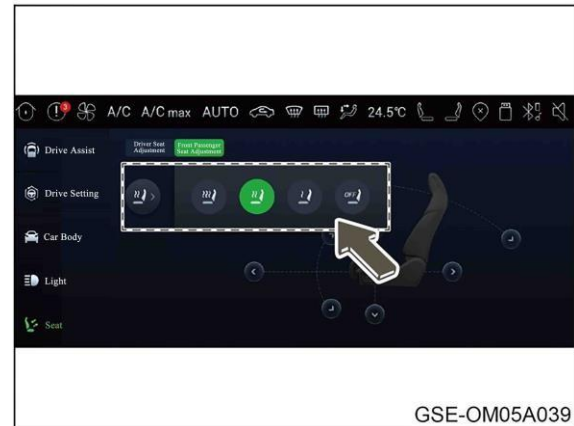 3
A/C A/C max AUTO 24.5°C
Drive Assist
Driver Seat
Adjustment
Front Passenger
Seat Adjustment
Drive Setting
OFF
Car Body
Light
Seat
GSE-OM05A039